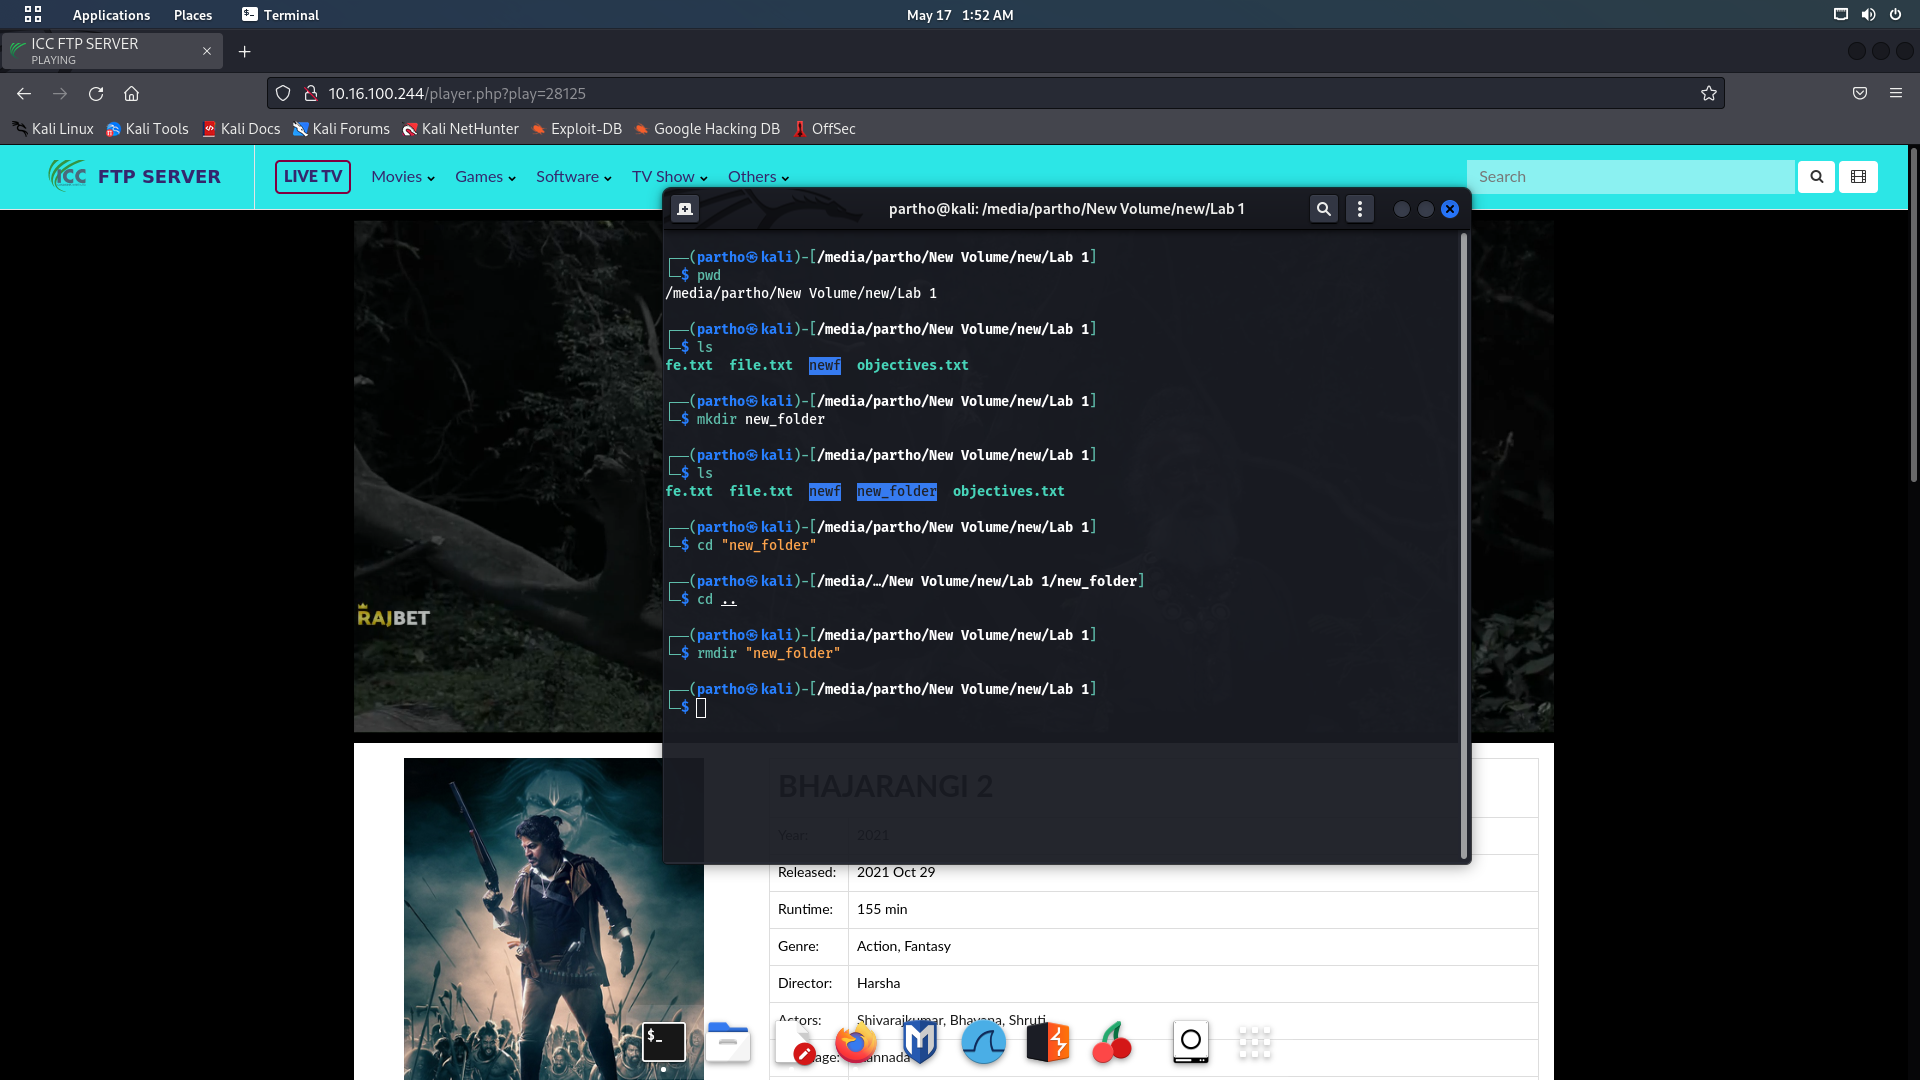 Applications Places Terminal May 17 1:52 AM
ICC FTP SERVER
PLAYING
10.16.100.244/player.php?play=28125
Kali Linux Kali Tools Kali Docs Kali Forums Kali NetHunter Exploit-DB Google Hacking DB OffSec
ICC FTP SERVER LIVE TV Movies Games Software TV Show Others Search
partho@kali: /media/partho/New Volume/new/Lab 1
┌──(partho㉿kali)-[/media/partho/New Volume/new/Lab 1]
└─$ pwd
/media/partho/New Volume/new/Lab 1
┌──(partho㉿kali)-[/media/partho/New Volume/new/Lab 1]
└─$ ls
fe.txt file.txt newf objectives.txt
┌──(partho㉿kali)-[/media/partho/New Volume/new/Lab 1]
└─$ mkdir new_folder
┌──(partho㉿kali)-[/media/partho/New Volume/new/Lab 1]
└─$ ls
fe.txt file.txt newf new_folder objectives.txt
┌──(partho㉿kali)-[/media/partho/New Volume/new/Lab 1]
└─$ cd "new_folder"
┌──(partho㉿kali)-[/media/…/New Volume/new/Lab 1/new_folder]
└─$ cd ..
┌──(partho㉿kali)-[/media/partho/New Volume/new/Lab 1]
└─$ rmdir "new_folder"
┌──(partho㉿kali)-[/media/partho/New Volume/new/Lab 1]
└─$
RAJBET
BHAJARANGI 2
Year: 2021
Released: 2021 Oct 29
Runtime: 155 min
Genre: Action, Fantasy
Director: Harsha
Actors: Shivarajkumar, Bhavana, Shruti